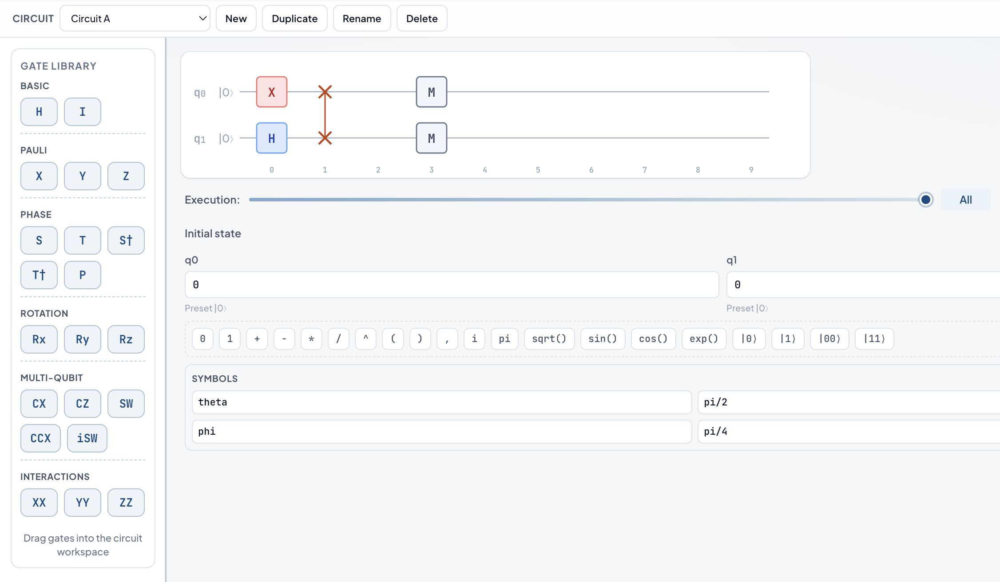 CIRCUIT Circuit A New Duplicate Rename Delete
GATE LIBRARY
BASIC
H I
PAULI
X Y Z
PHASE
S T S†
T† P
ROTATION
Rx Ry Rz
MULTI-QUBIT
CX CZ SW
CCX iSW
INTERACTIONS
XX YY ZZ
Drag gates into the circuit
workspace
q0 |0⟩ X M
q1 |0⟩ H M
0 1 2 3 4 5 6 7 8 9
Execution: All
Initial state
q0 q1
0 0
Preset |0⟩ Preset |0⟩
0 1 + - * / ^ ( ) , i pi sqrt() sin() cos() exp() |0⟩ |1⟩ |00⟩ |11⟩
SYMBOLS
theta pi/2
phi pi/4